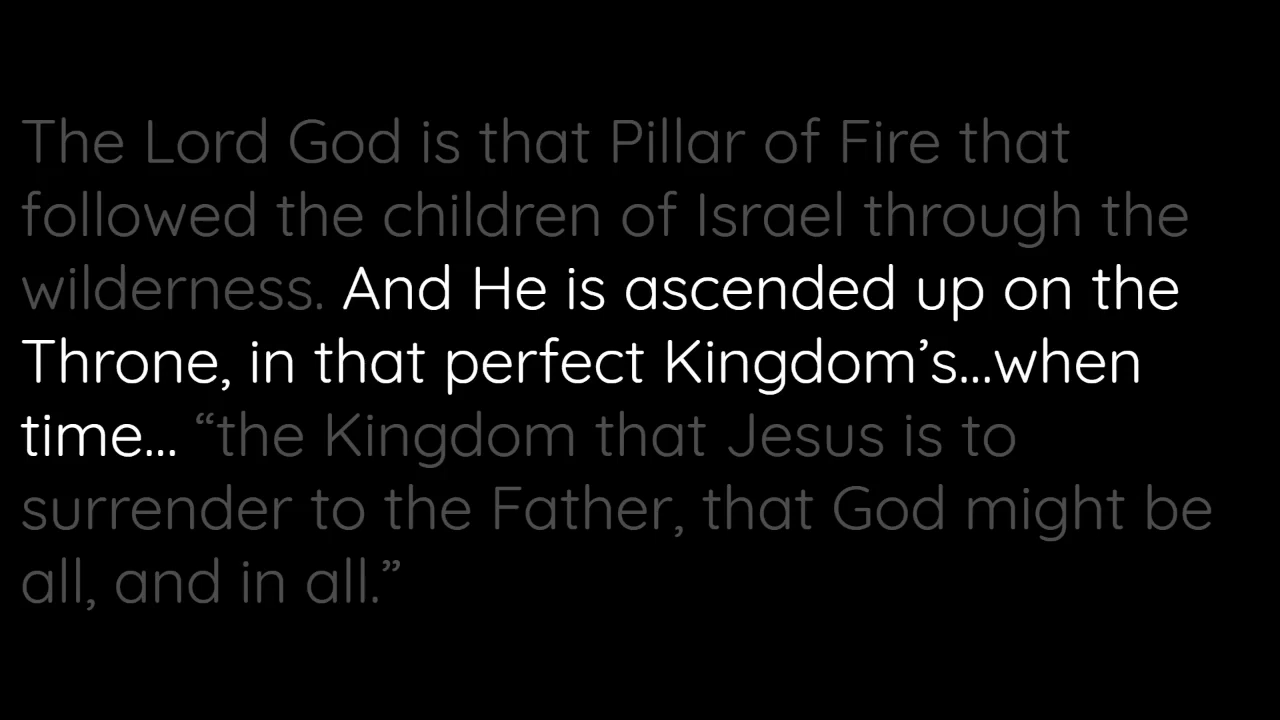 The Lord God is that Pillar of Fire that
followed the children of Israel through the
wilderness. And He is ascended up on the
Throne, in that perfect Kingdom’s...when
time... “the Kingdom that Jesus is to
surrender to the Father, that God might be
all, and in all.”